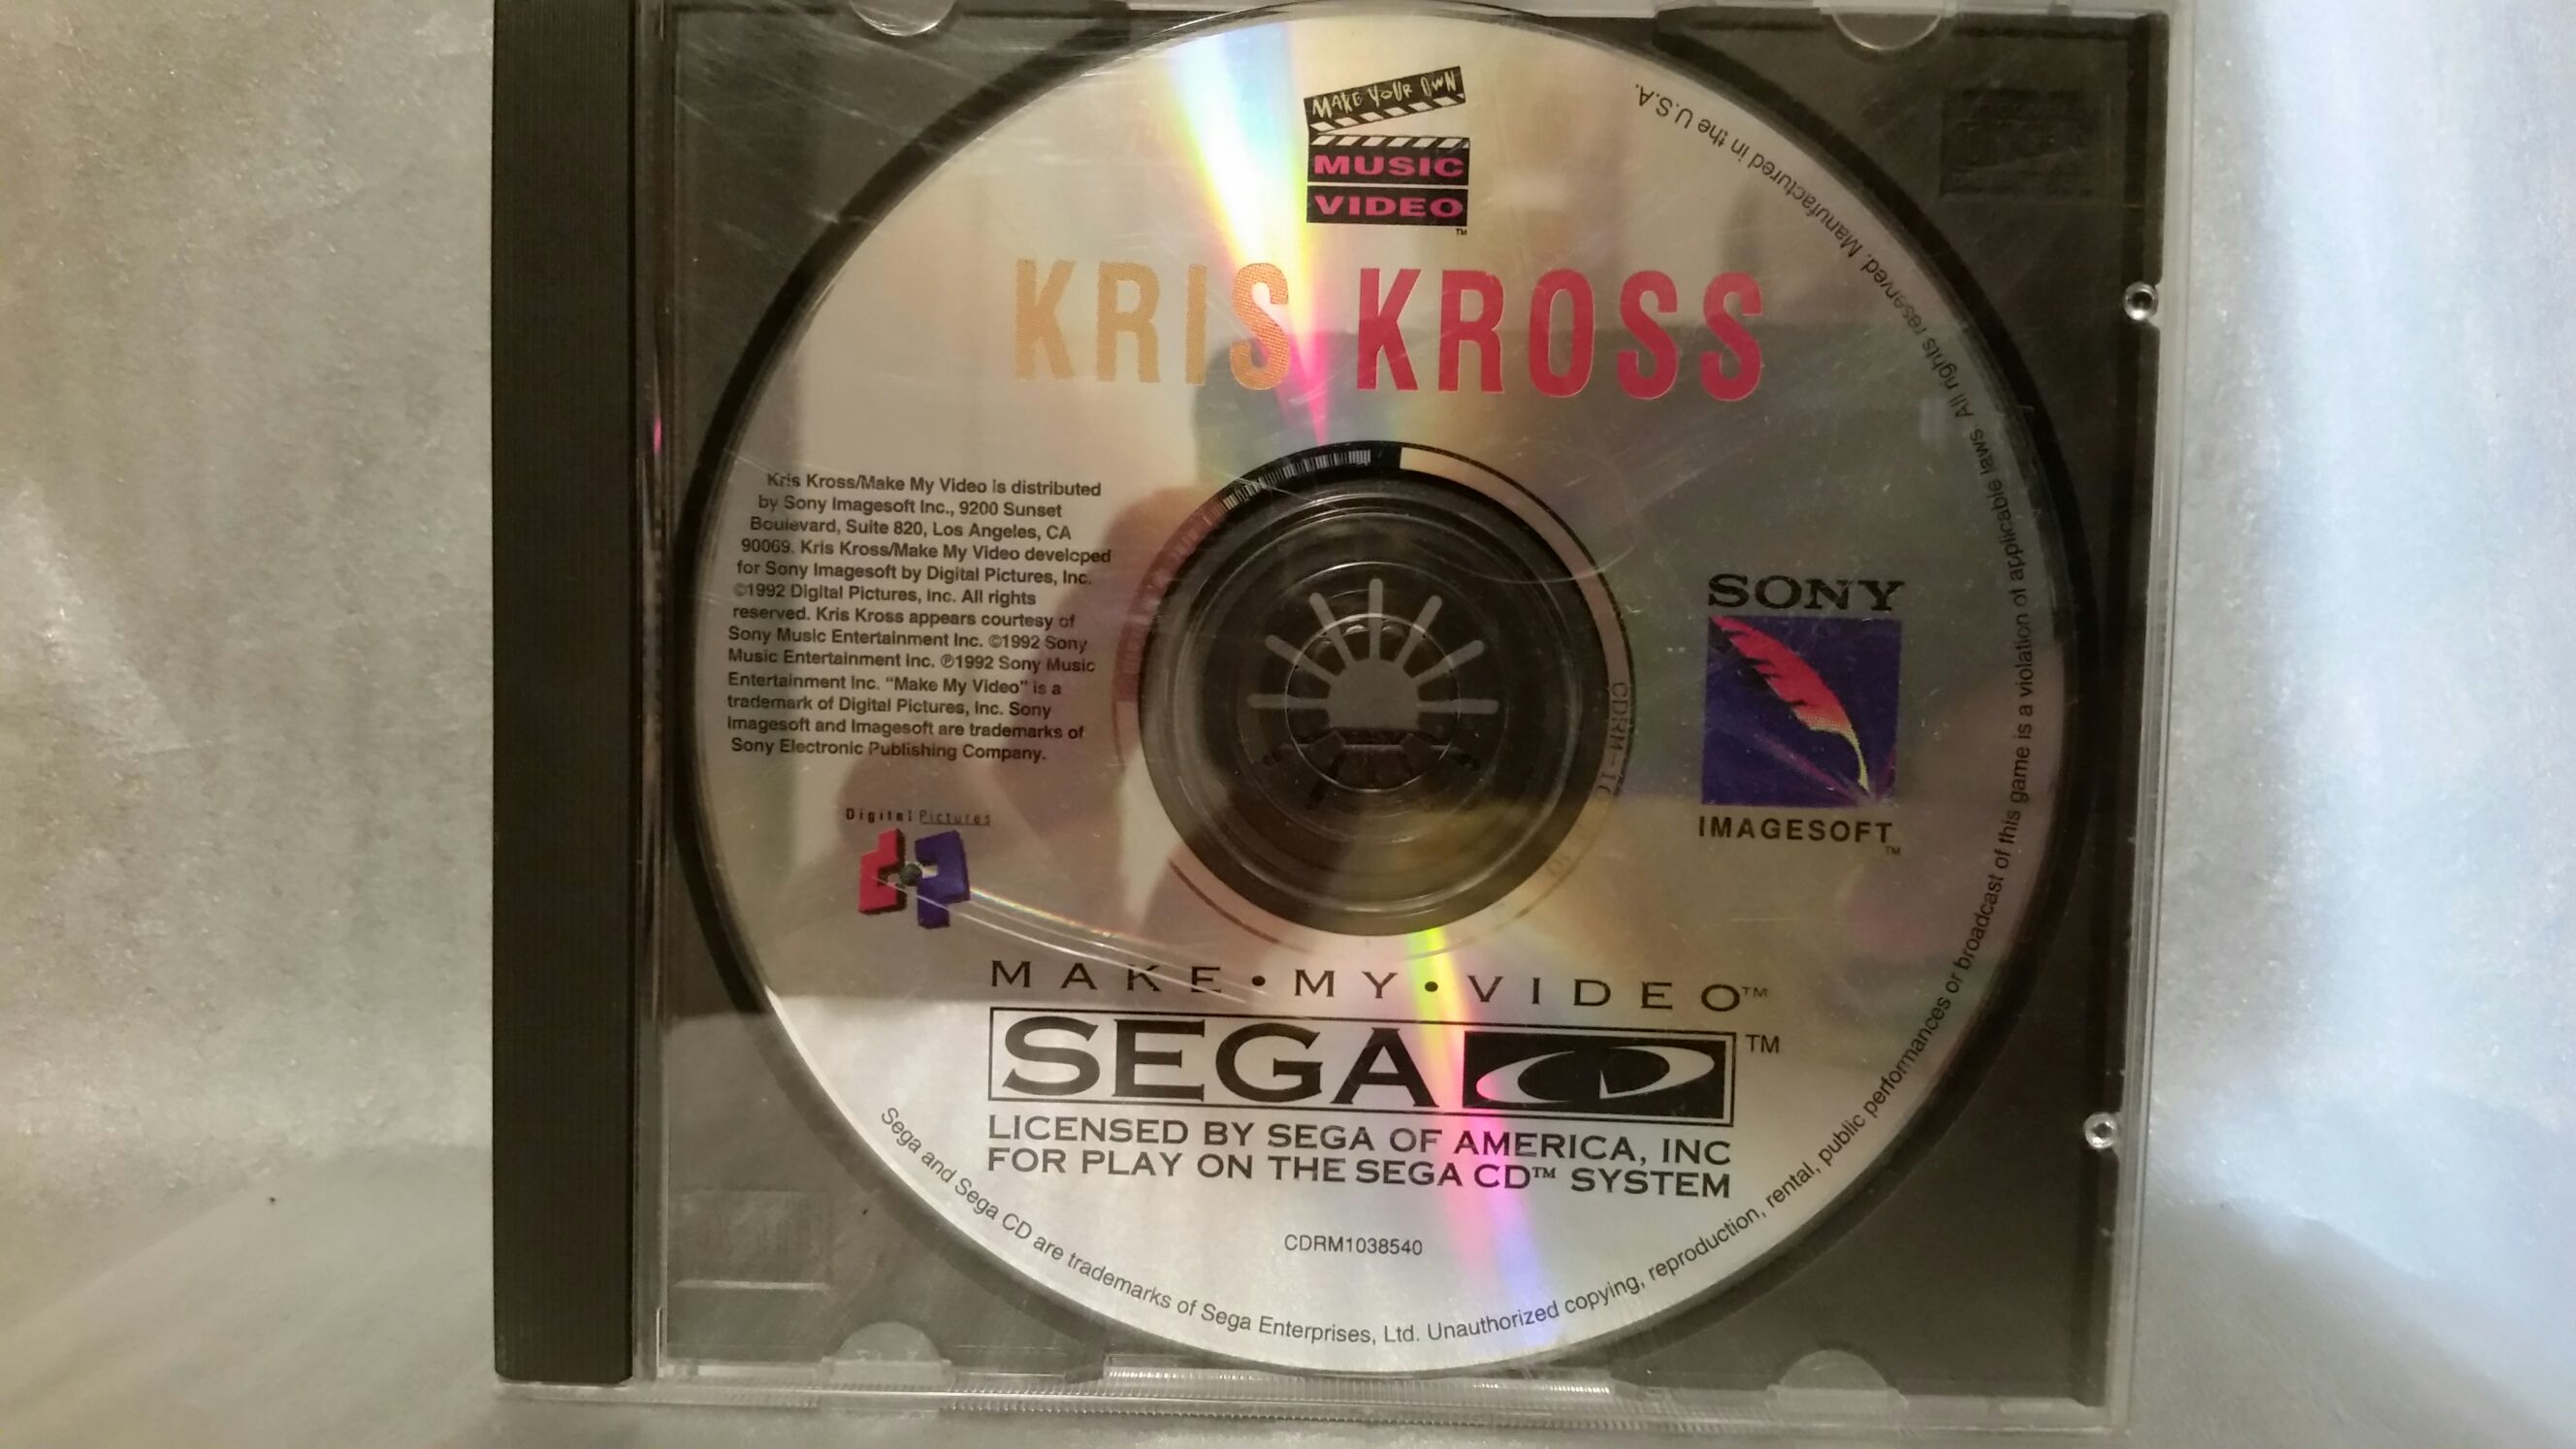 MAKE YOUR OWN
MUSIC
VIDEO
TM
KRIS KROSS
Kris Kross/Make My Video is distributed
by Sony Imagesoft Inc., 9200 Sunset
Boulevard, Suite 820, Los Angeles, CA
90069. Kris Kross/Make My Video developed
for Sony Imagesoft by Digital Pictures, Inc.
©1992 Digital Pictures, Inc. All rights
reserved. Kris Kross appears courtesy of
Sony Music Entertainment Inc. ©1992 Sony
Music Entertainment Inc. ℗1992 Sony Music
Entertainment Inc. “Make My Video” is a
trademark of Digital Pictures, Inc. Sony
Imagesoft and Imagesoft are trademarks of
Sony Electronic Publishing Company.
Digital Pictures
SONY
IMAGESOFT™
MAKE•MY•VIDEO™
SEGA CD™
LICENSED BY SEGA OF AMERICA, INC
FOR PLAY ON THE SEGA CD™ SYSTEM
CDRM1038540
Sega and Sega CD are trademarks of Sega Enterprises, Ltd. Unauthorized copying, reproduction, rental, public performances or broadcast of this game is a violation of applicable laws. All rights reserved. Manufactured in the U.S.A.